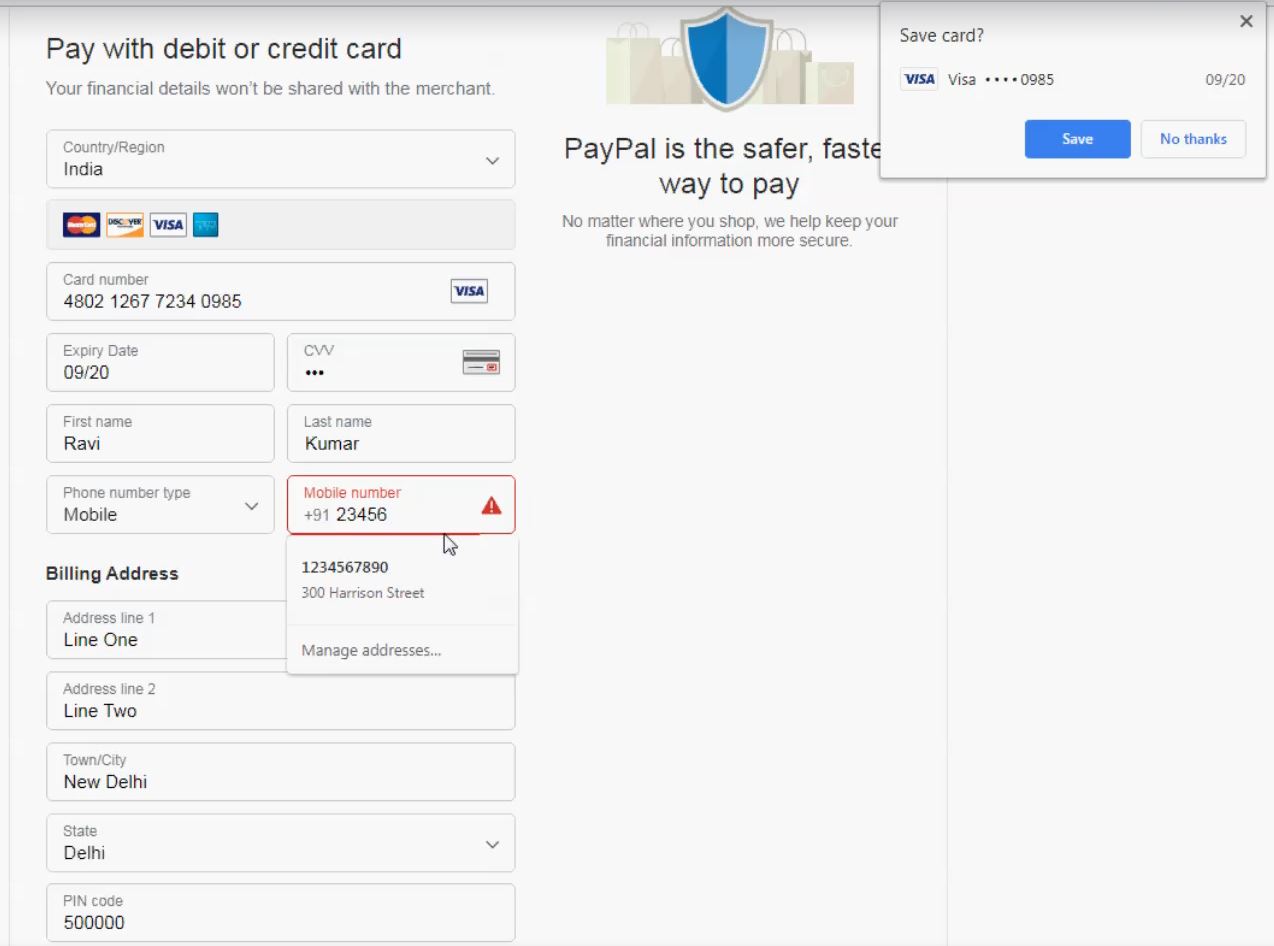 Pay with debit or credit card
Your financial details won't be shared with the merchant.
Country/Region
India
MasterCard DISCOVER VISA
Card number
4802 1267 7234 0985
VISA
Expiry Date
09/20
CVV
•••
First name
Ravi
Last name
Kumar
Phone number type
Mobile
Mobile number
+91 23456
1234567890
300 Harrison Street
Manage addresses...
Billing Address
Address line 1
Line One
Address line 2
Line Two
Town/City
New Delhi
State
Delhi
PIN code
500000
PayPal is the safer, faste
way to pay
No matter where you shop, we help keep your
financial information more secure.
Save card?
VISA Visa ••••0985 09/20
Save
No thanks